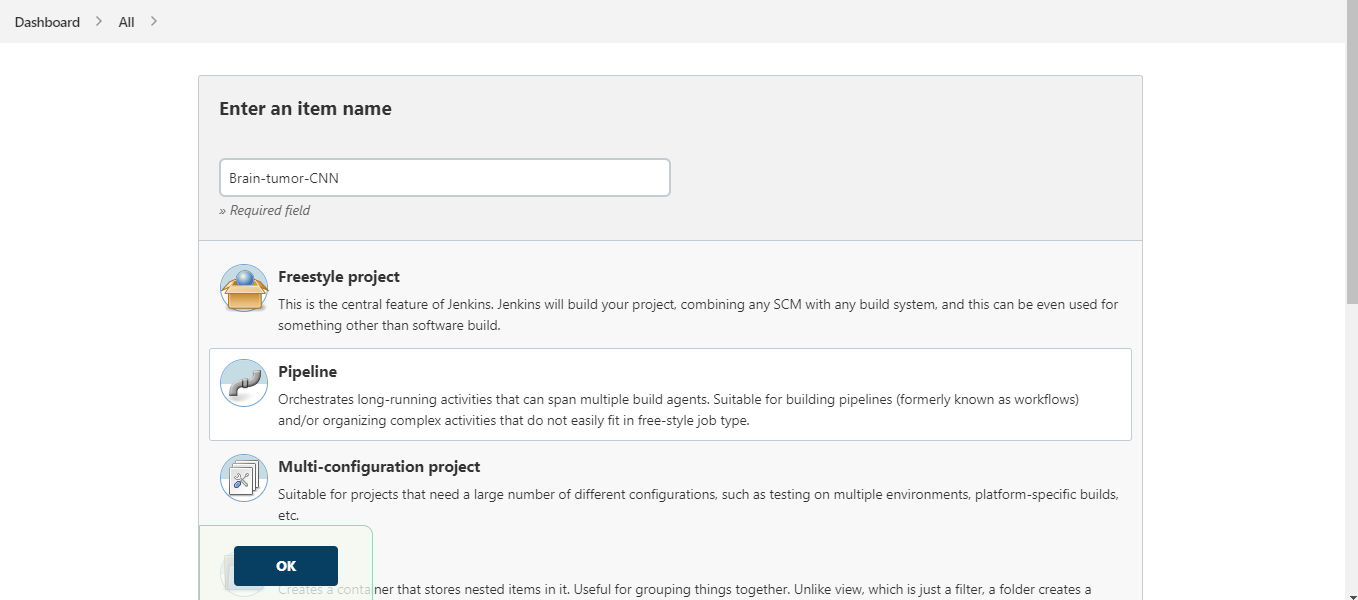 Dashboard > All >
Enter an item name
Brain-tumor-CNN
» Required field
Freestyle project
This is the central feature of Jenkins. Jenkins will build your project, combining any SCM with any build system, and this can be even used for
something other than software build.
Pipeline
Orchestrates long-running activities that can span multiple build agents. Suitable for building pipelines (formerly known as workflows)
and/or organizing complex activities that do not easily fit in free-style job type.
Multi-configuration project
Suitable for projects that need a large number of different configurations, such as testing on multiple environments, platform-specific builds,
etc.
OK
Creates a container that stores nested items in it. Useful for grouping things together. Unlike view, which is just a filter, a folder creates a